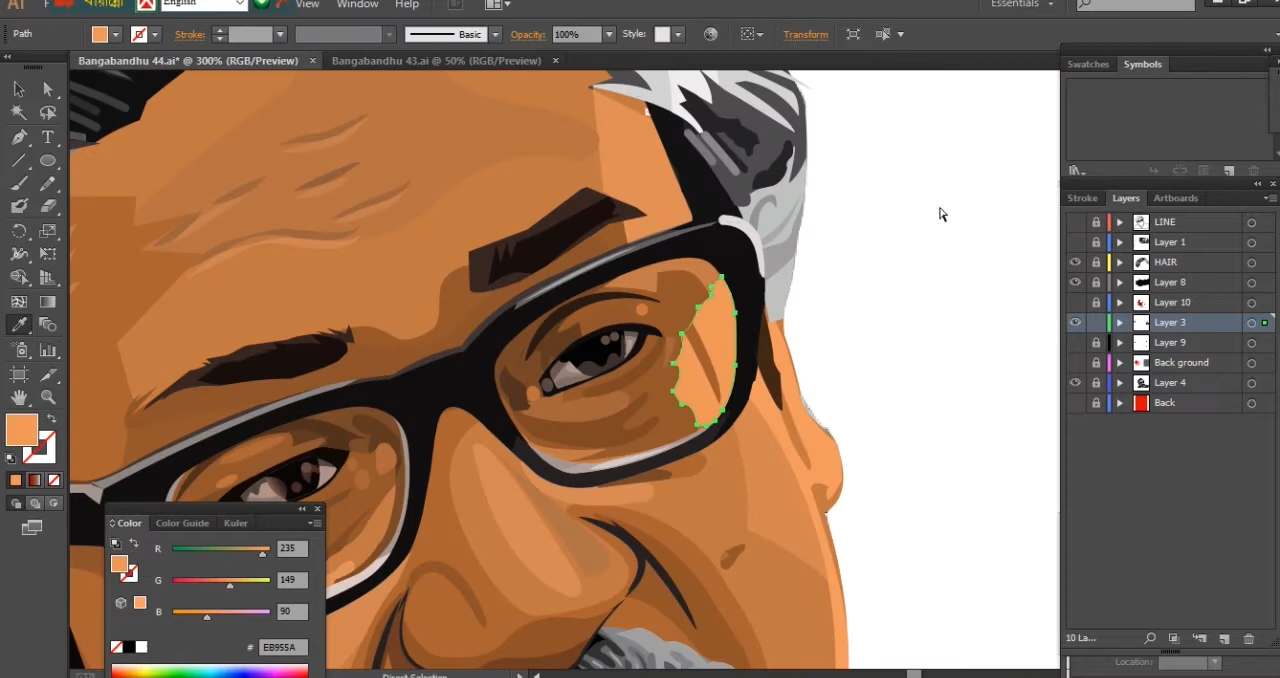 Ai
English
View Window Help
Essentials
Path Stroke: Basic Opacity: 100% Style: Transform
Bangabandhu 44.ai* @ 300% (RGB/Preview) × Bangabandhu 43.ai @ 50% (RGB/Preview) ×
Swatches Symbols
Stroke Layers Artboards
LINE
Layer 1
HAIR
Layer 8
Layer 10
Layer 3
Layer 9
Back ground
Layer 4
Back
10 La...
Location:
Color Color Guide Kuler
R 235
G 149
B 90
# EB955A
Direct Selection